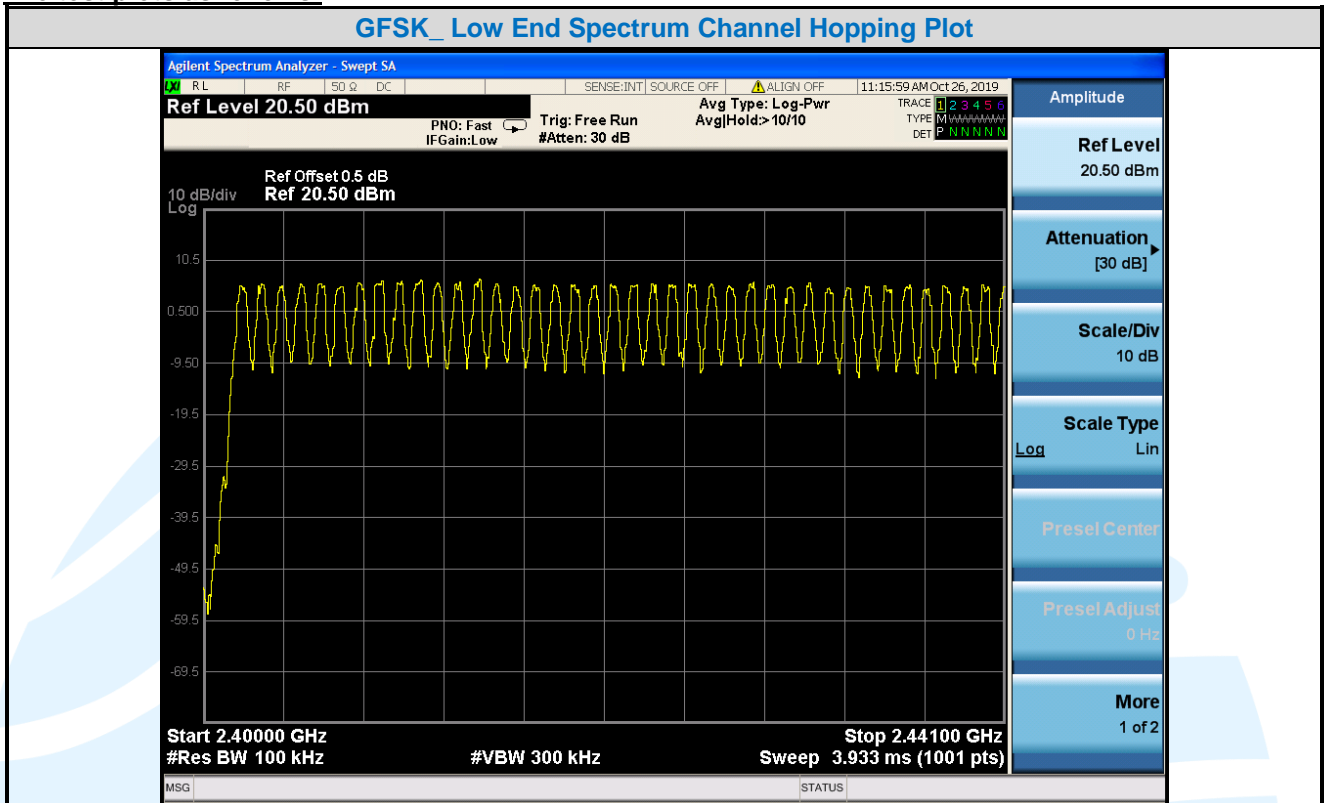 GFSK_ Low End Spectrum Channel Hopping Plot
Agilent Spectrum Analyzer - Swept SA
LXI RL RF 50 Ω DC SENSE:INT SOURCE OFF ALIGN OFF 11:15:59 AM Oct 26, 2019
Ref Level 20.50 dBm
PNO: Fast
IFGain:Low
Trig: Free Run
#Atten: 30 dB
Avg Type: Log-Pwr
Avg|Hold:>10/10
TRACE 1 2 3 4 5 6
TYPE M
DET P N N N N N
Ref Offset 0.5 dB
10 dB/div Ref 20.50 dBm
Log
10.5
0.500
-9.50
-19.5
-29.5
-39.5
-49.5
-59.5
-69.5
Start 2.40000 GHz Stop 2.44100 GHz
#Res BW 100 kHz #VBW 300 kHz Sweep 3.933 ms (1001 pts)
MSG STATUS
Amplitude
Ref Level
20.50 dBm
Attenuation
[30 dB]
Scale/Div
10 dB
Scale Type
Log Lin
Presel Center
Presel Adjust
0 Hz
More
1 of 2